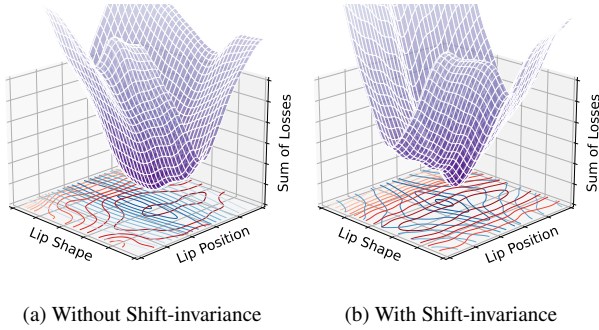 Sum of Losses
Lip Shape
Lip Position
Sum of Losses
Lip Shape
Lip Position
(a) Without Shift-invariance
(b) With Shift-invariance